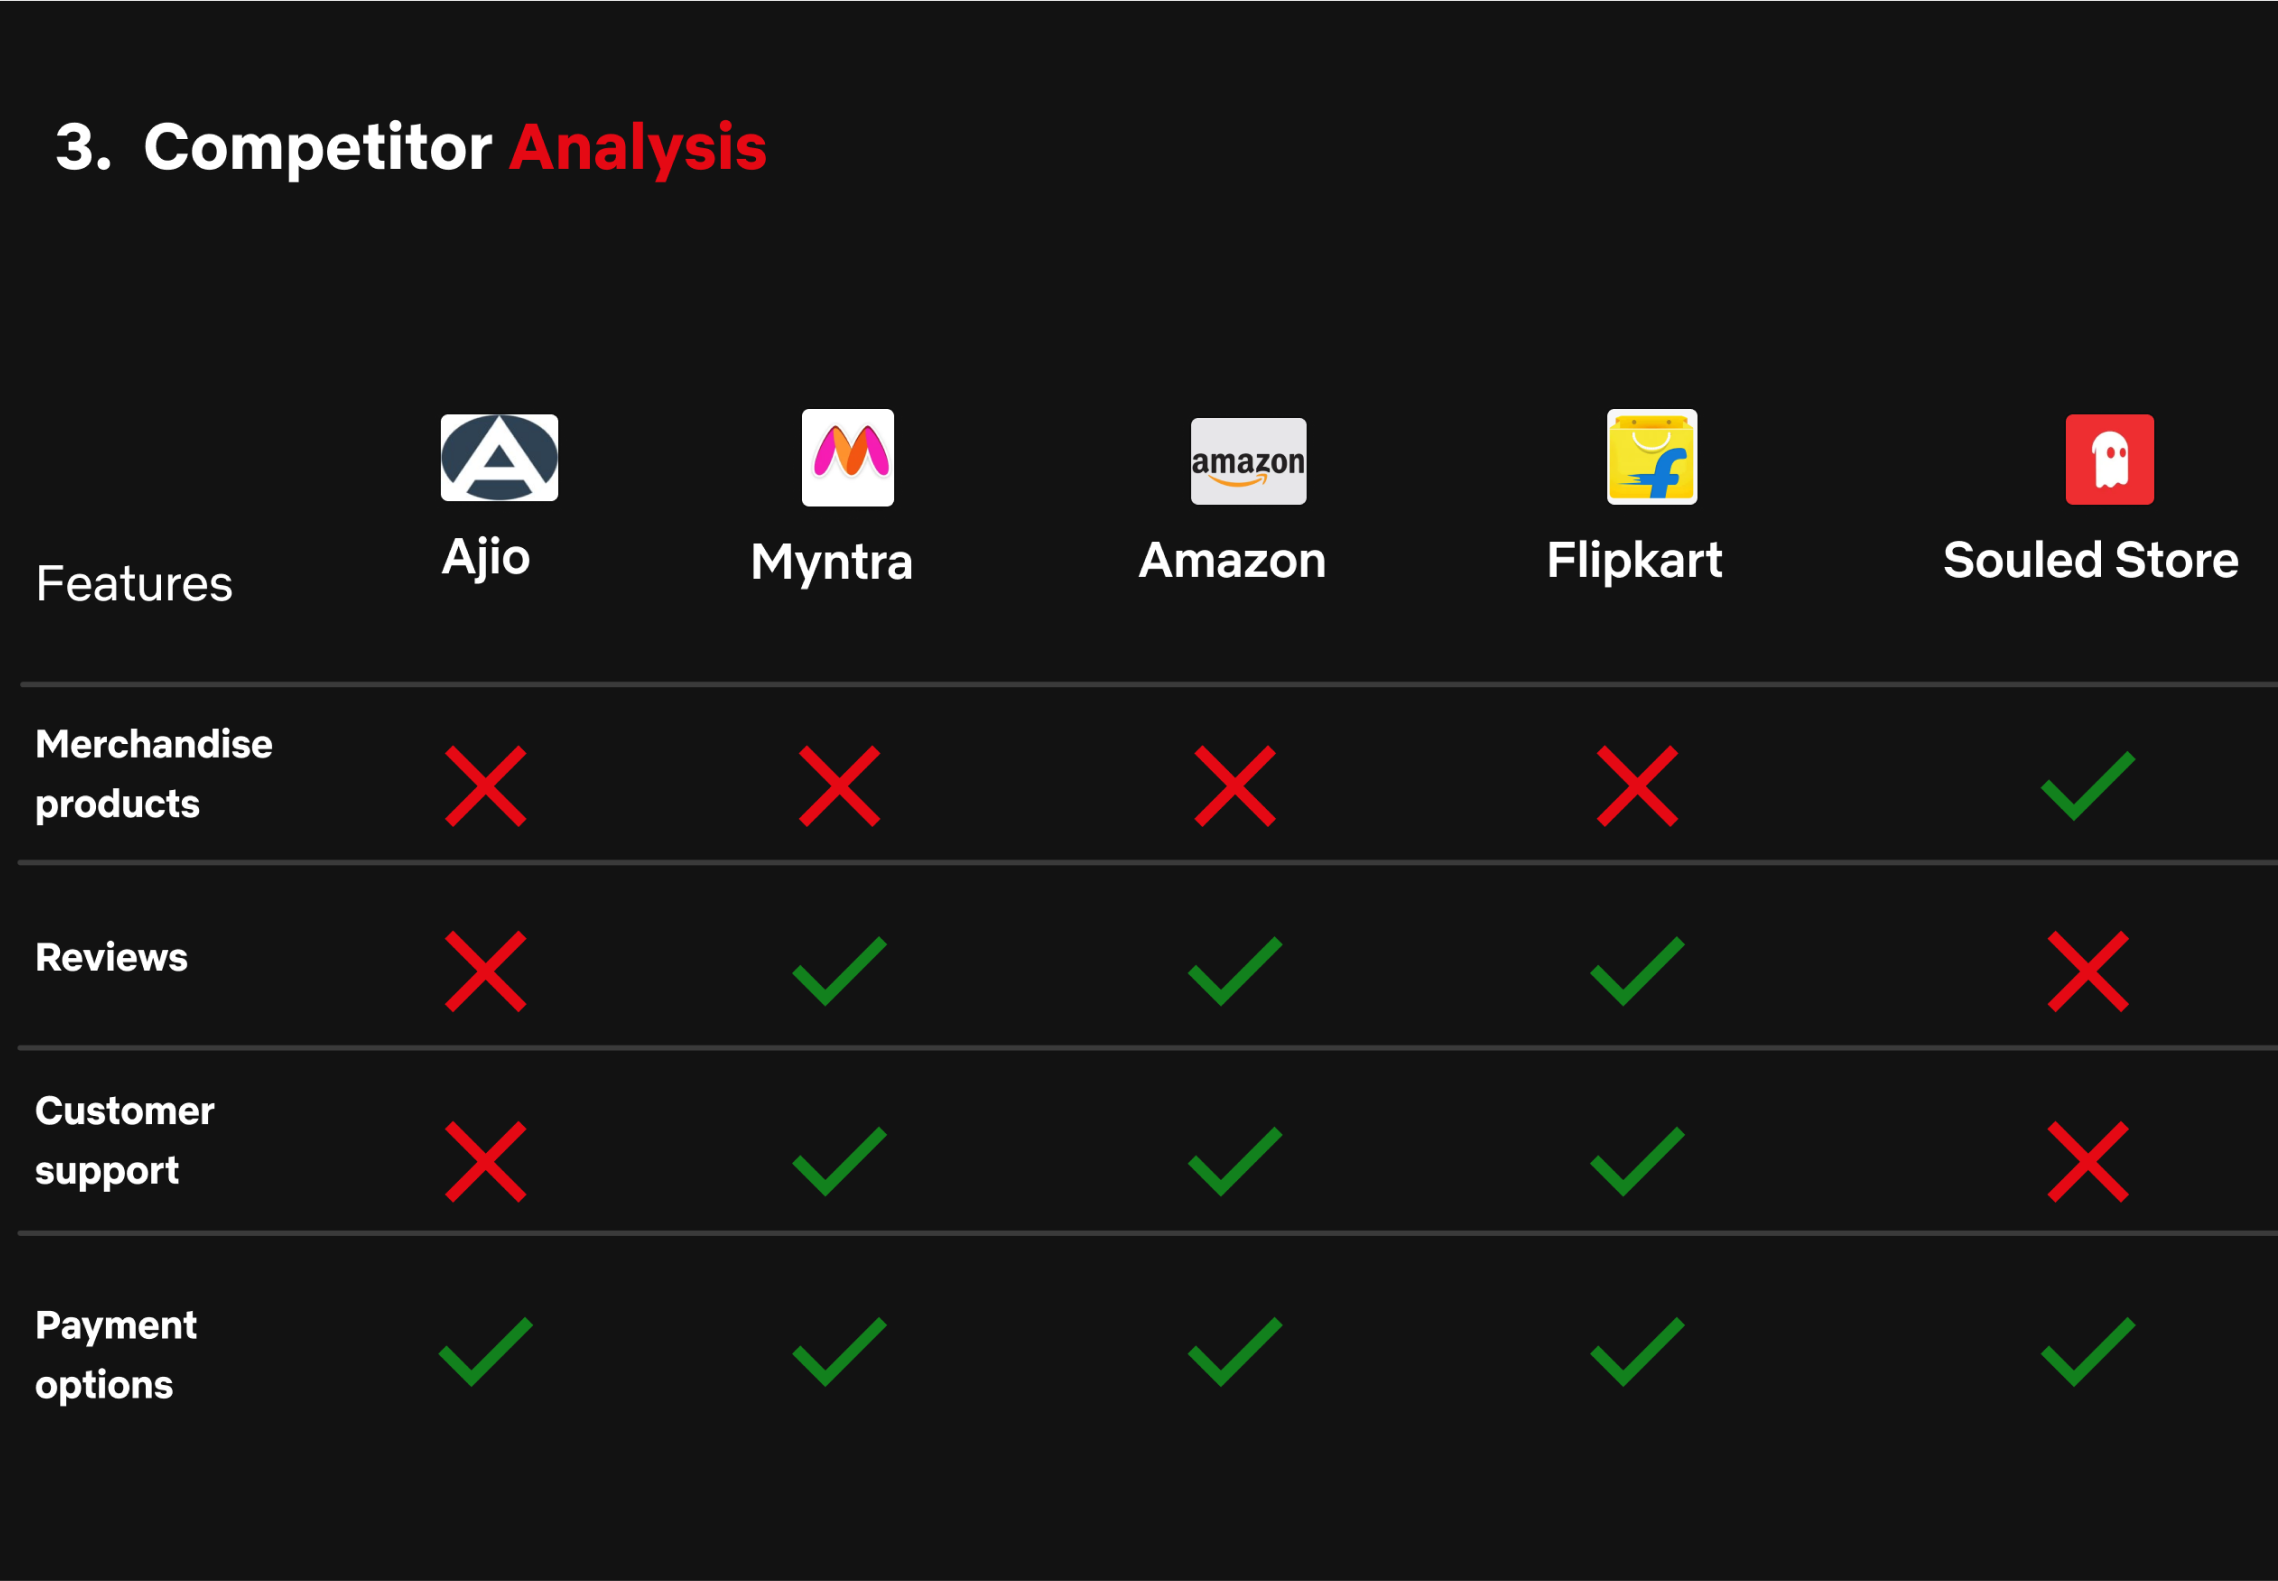 3. Competitor Analysis
amazon
Ajio
Myntra
Amazon
Flipkart
Souled Store
Features
Merchandise
products
Reviews
Customer
support
Payment
options